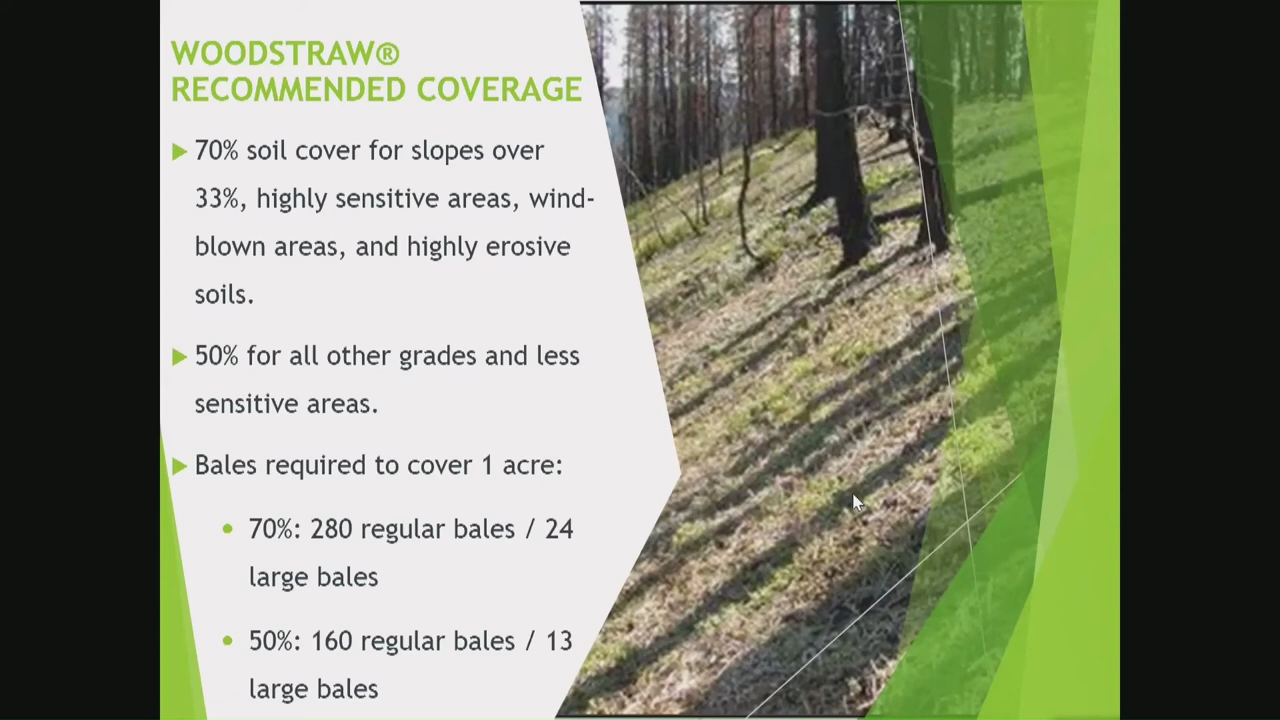 WOODSTRAW®
RECOMMENDED COVERAGE
70% soil cover for slopes over
33%, highly sensitive areas, wind-
blown areas, and highly erosive
soils.
50% for all other grades and less
sensitive areas.
Bales required to cover 1 acre:
70%: 280 regular bales / 24
large bales
50%: 160 regular bales / 13
large bales